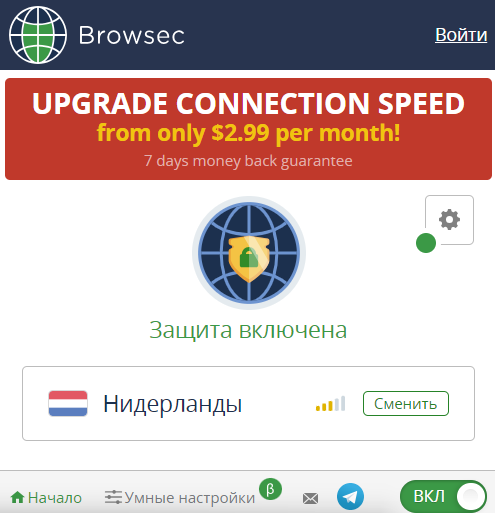 Browsec
Войти
UPGRADE CONNECTION SPEED
from only $2.99 per month!
7 days money back guarantee
Защита включена
Нидерланды
Сменить
Начало
Умные настройки
β
ВКЛ